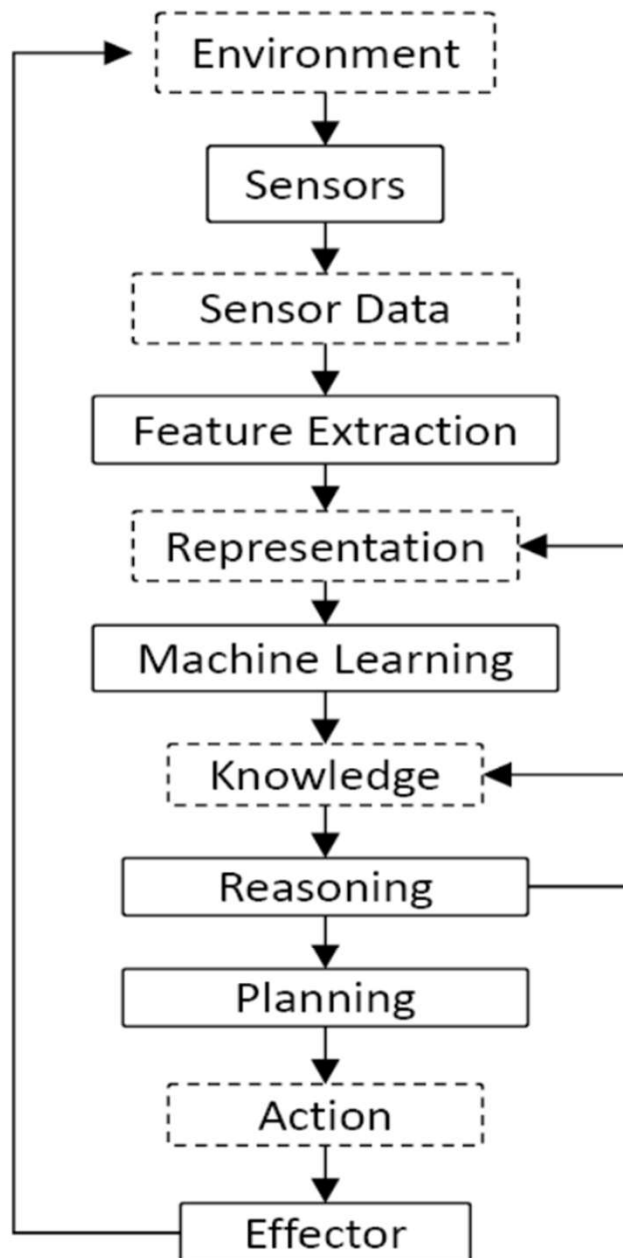 Environment
Sensors
Sensor Data
Feature Extraction
Representation
Machine Learning
Knowledge
Reasoning
Planning
Action
Effector